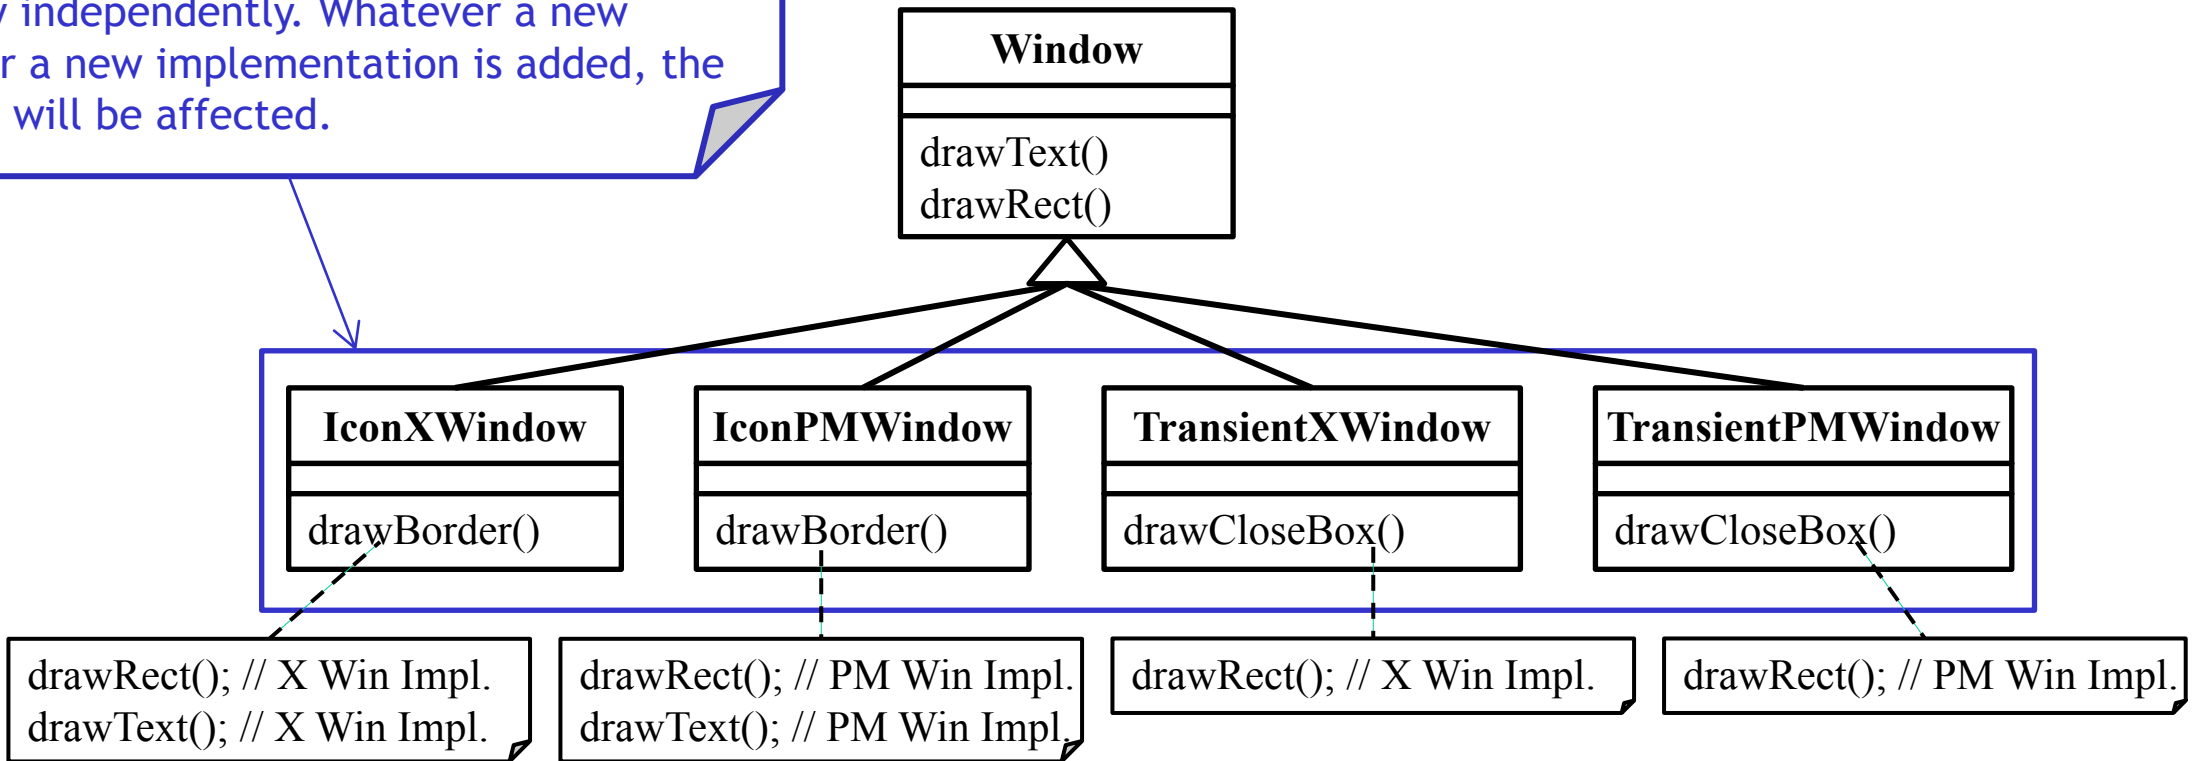 independently. Whatever a new
a new implementation is added, the
will be affected.
Window
drawText()
drawRect()
IconXWindow
IconPMWindow
TransientXWindow
TransientPMWindow
drawBorder()
drawBorder()
drawCloseBox()
drawCloseBox()
drawRect(); // X Win Impl.
drawText(); // X Win Impl.
drawRect(); // PM Win Impl.
drawText(); // PM Win Impl.
drawRect(); // X Win Impl.
drawRect(); // PM Win Impl.